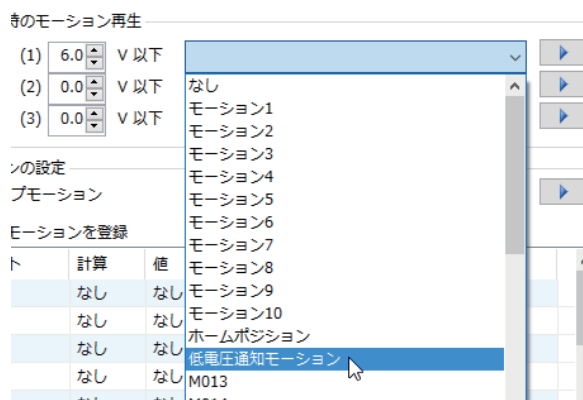 時のモーション再生
(1) 6.0 V 以下
(2) 0.0 V 以下
(3) 0.0 V 以下
なし
モーション1
モーション2
モーション3
モーション4
モーション5
モーション6
モーション7
モーション8
モーション9
モーション10
ホームポジション
低電圧通知モーション
M013
ンの設定
プモーション
モーションを登録
ト 計算 値
なし なし
なし なし
なし なし
なし なし